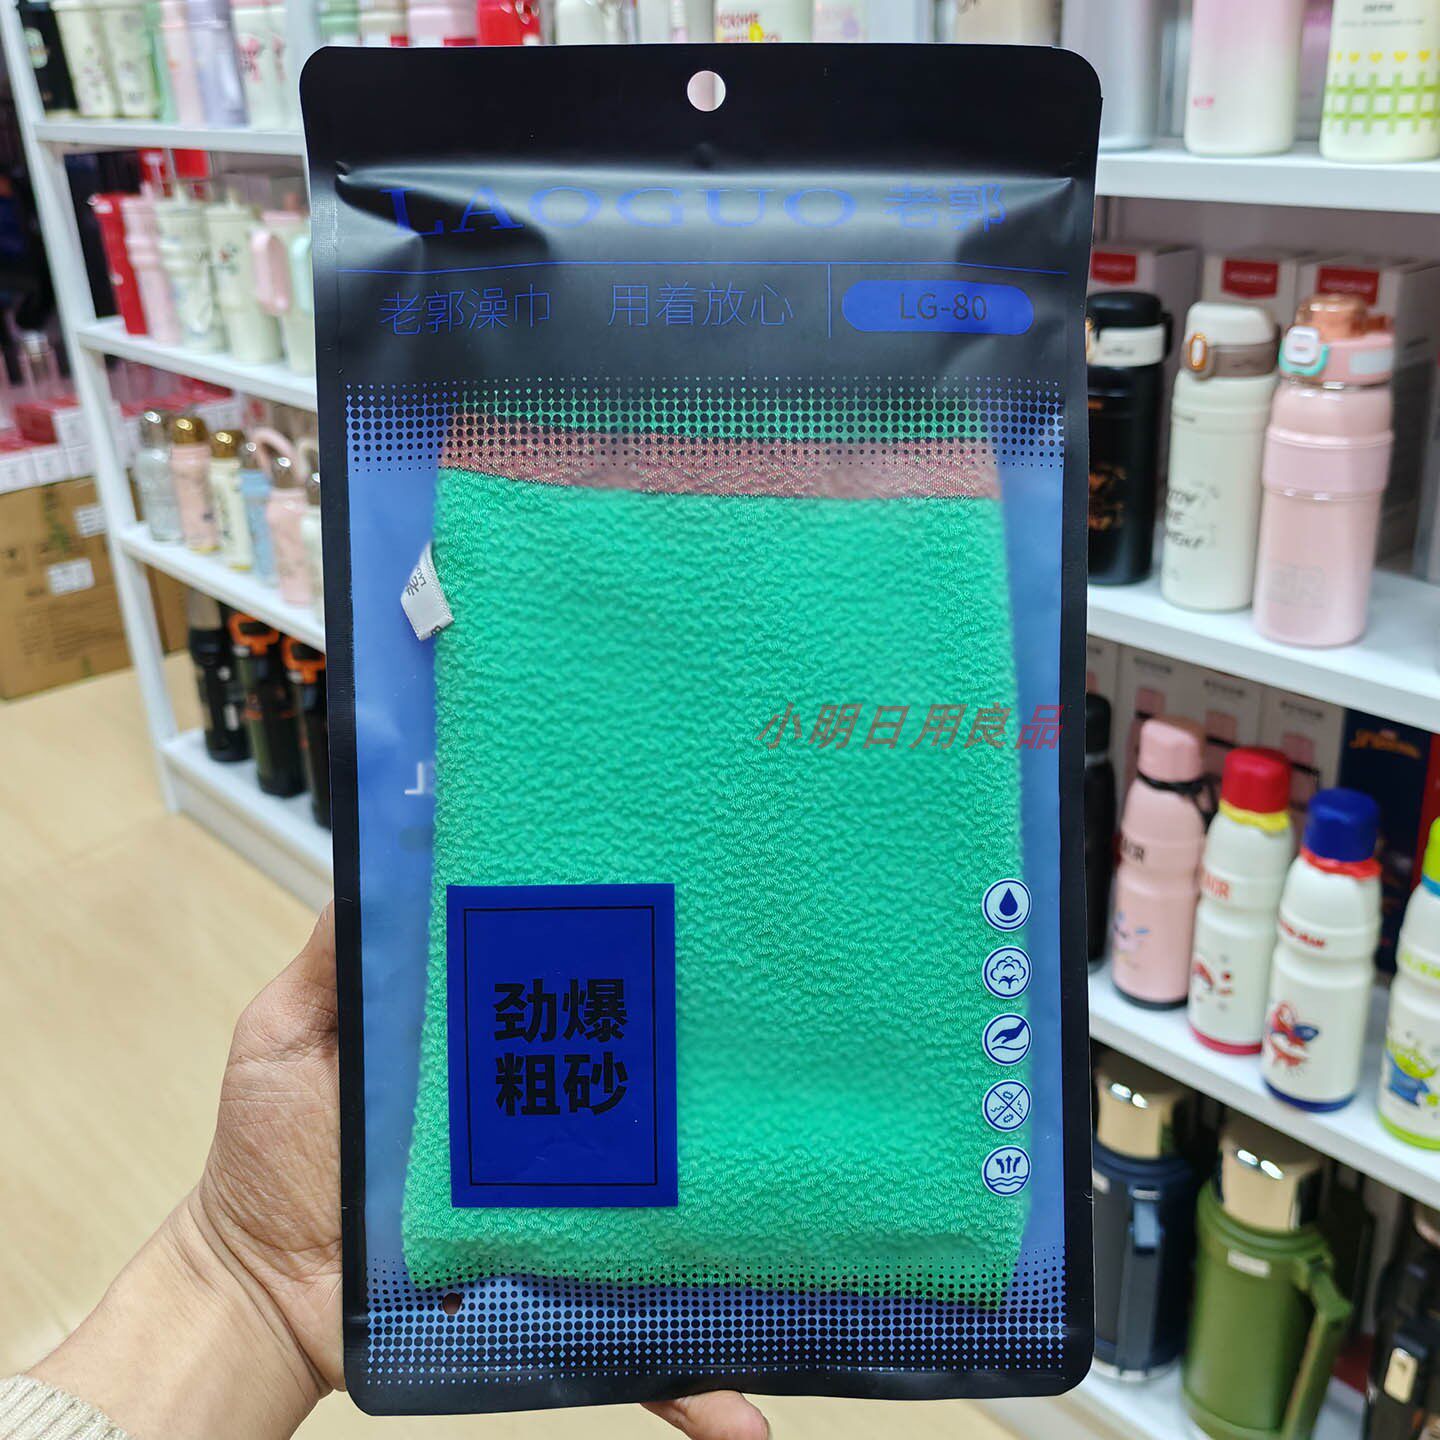 LAOGUO 老郭
老郭澡巾 用着放心 LG-80
小明日用良品
劲爆
粗砂